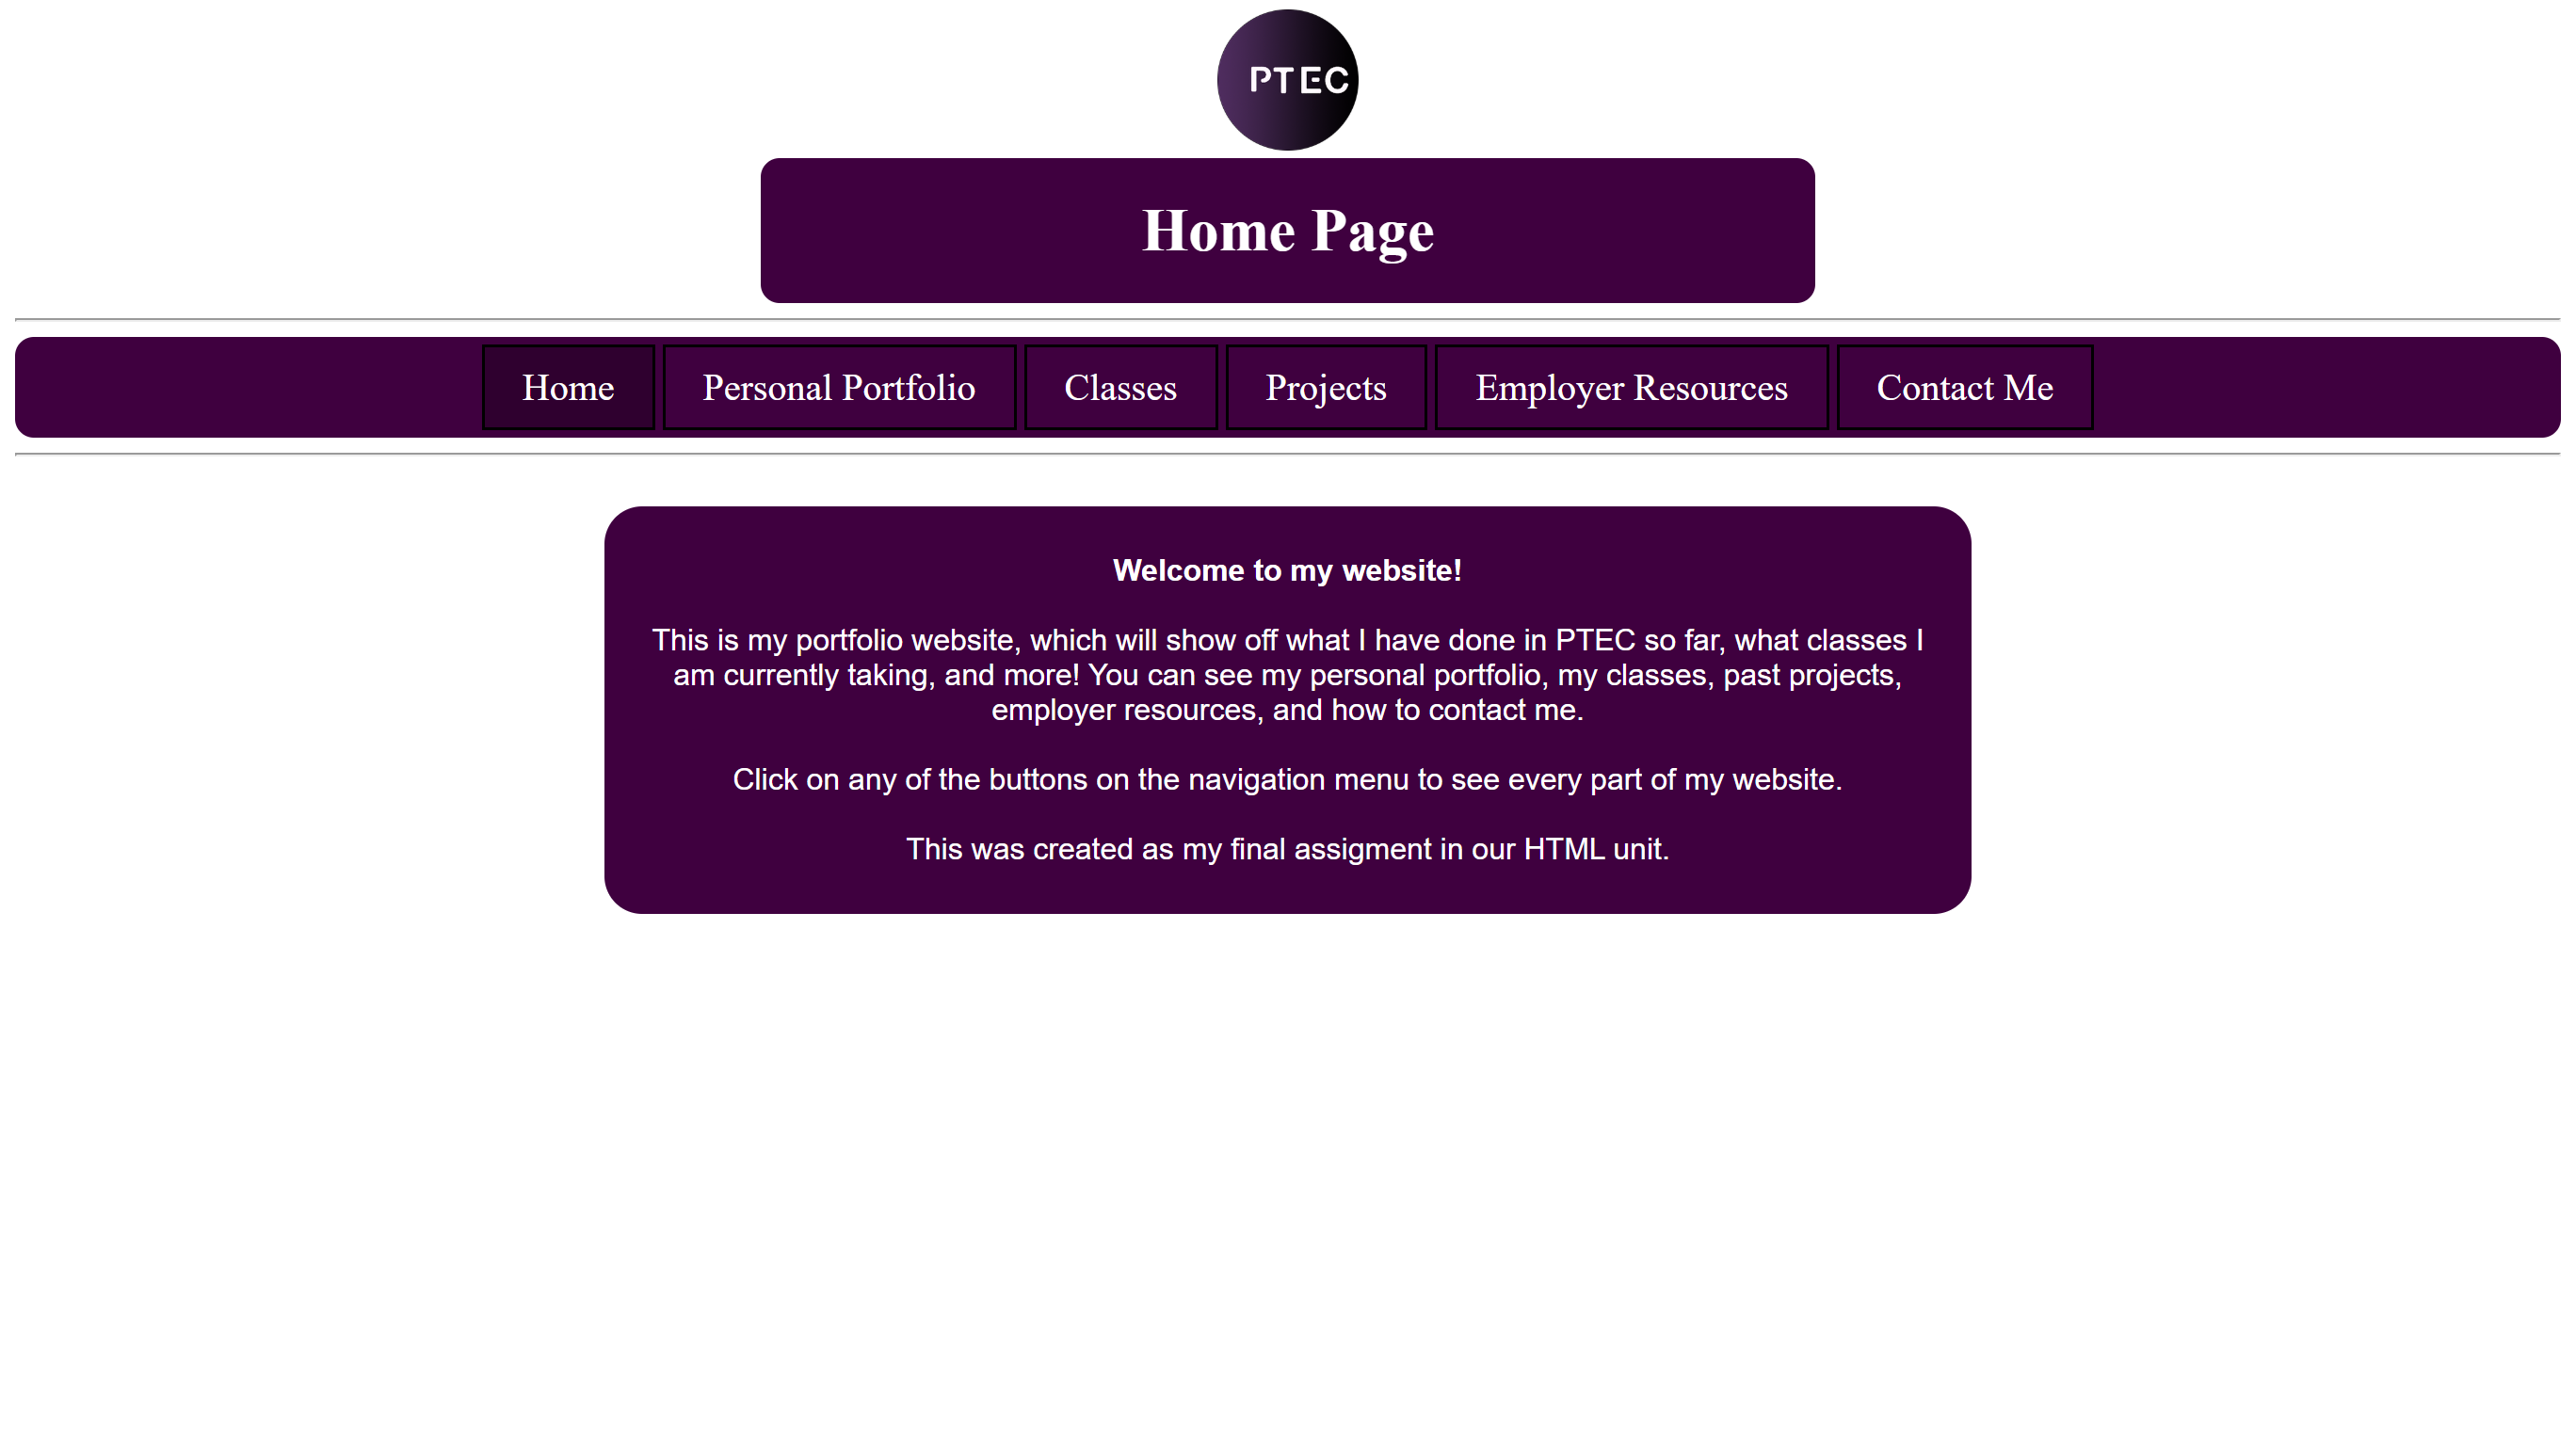 PTEC
Home Page
Home
Personal Portfolio
Classes
Projects
Employer Resources
Contact Me
Welcome to my website!
This is my portfolio website, which will show off what I have done in PTEC so far, what classes I
am currently taking, and more! You can see my personal portfolio, my classes, past projects,
employer resources, and how to contact me.
Click on any of the buttons on the navigation menu to see every part of my website.
This was created as my final assigment in our HTML unit.